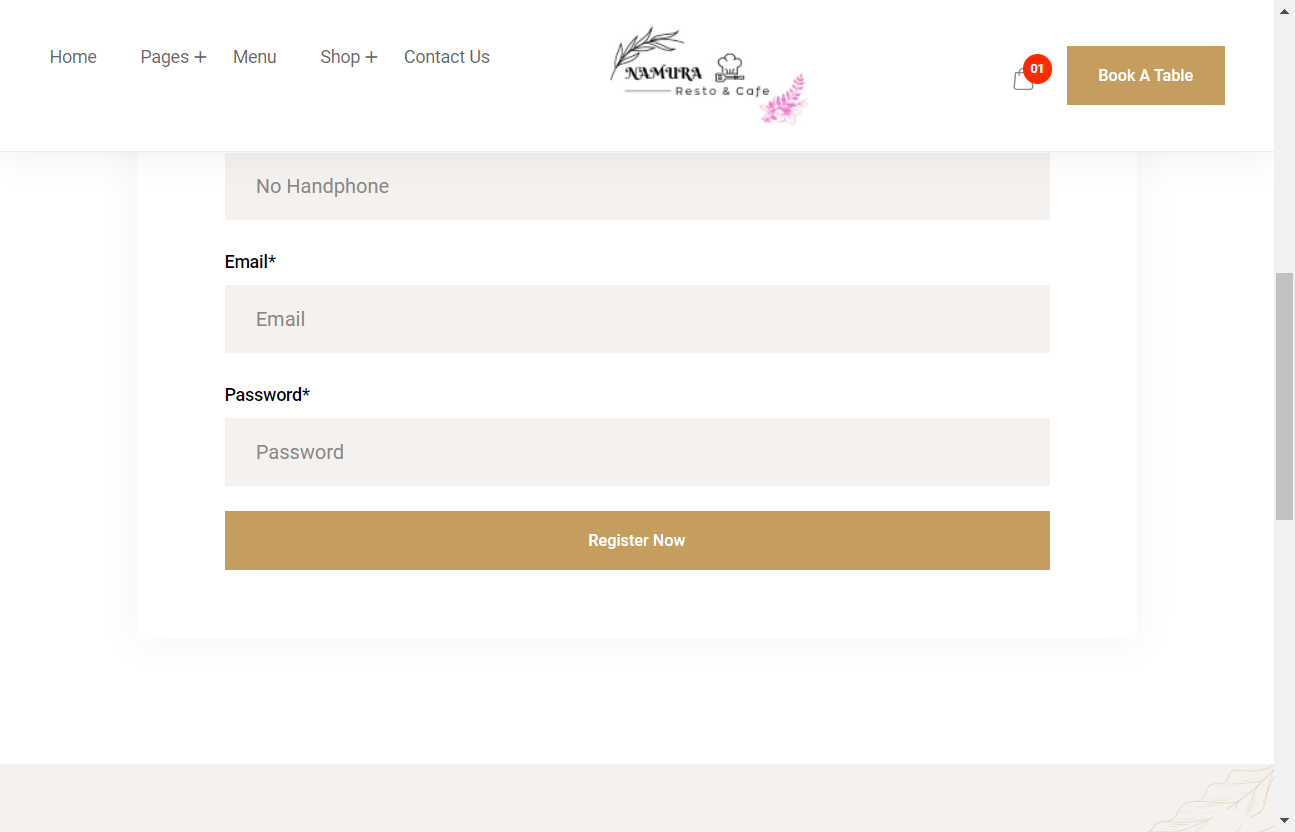 Home
Pages +
Menu
Shop +
Contact Us
NAMURA
Resto & Cafe
01
Book A Table
No Handphone
Email*
Email
Password*
Password
Register Now